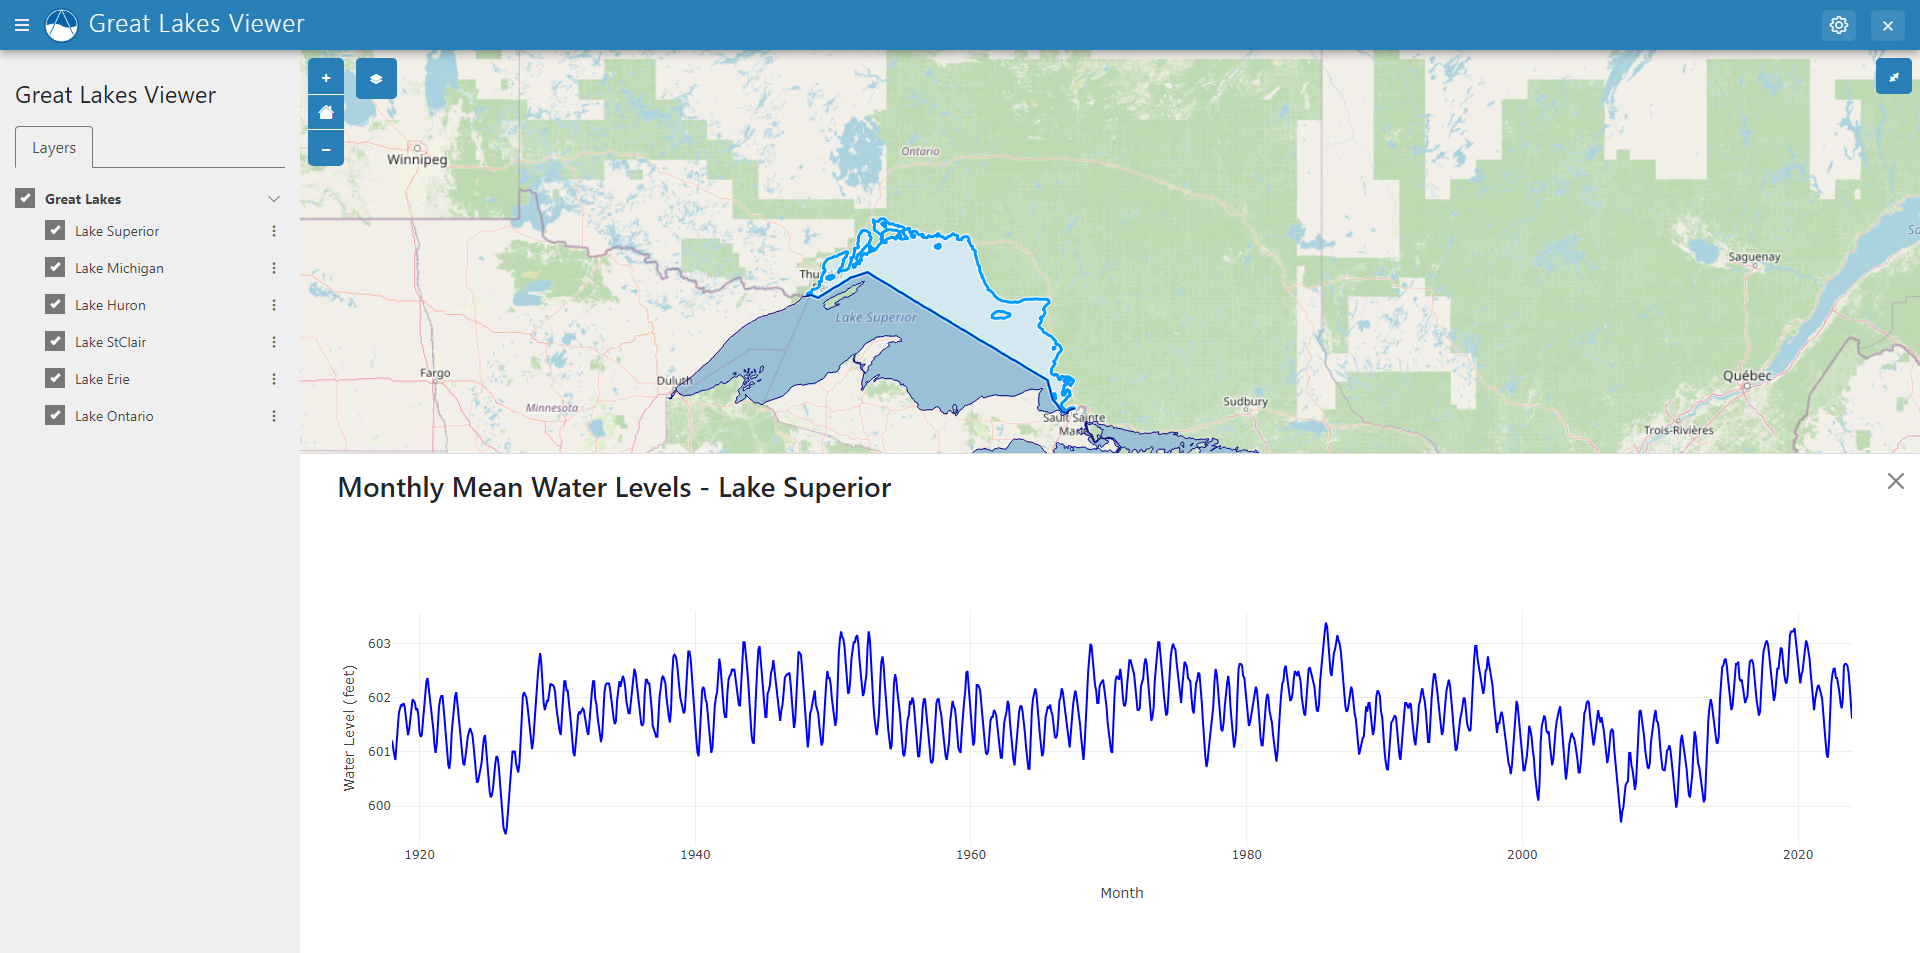 Great Lakes Viewer
Great Lakes Viewer
Layers
Great Lakes
Lake Superior
Lake Michigan
Lake Huron
Lake StClair
Lake Erie
Lake Ontario
Winnipeg
Ontario
Saguenay
Thu
Lake Superior
Fargo
Duluth
Québec
Minnesota
Sudbury
Sault Sainte
Trois-Rivières
Monthly Mean Water Levels - Lake Superior
Water Level (feet)
603
602
601
600
1920
1940
1960
1980
2000
2020
Month